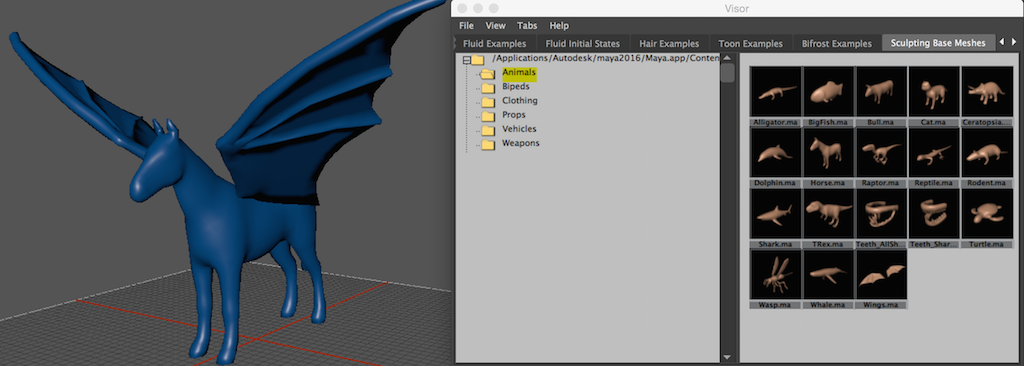 Visor
File View Tabs Help
Fluid Examples Fluid Initial States Hair Examples Toon Examples Bifrost Examples Sculpting Base Meshes
/Applications/Autodesk/maya2016/Maya.app/Conten
Animals
Bipeds
Clothing
Props
Vehicles
Weapons
Alligator.ma BigFish.ma Bull.ma Cat.ma Ceratopsia...
Dolphin.ma Horse.ma Raptor.ma Reptile.ma Rodent.ma
Shark.ma TRex.ma Teeth_AllSh... Teeth_Shar... Turtle.ma
Wasp.ma Whale.ma Wings.ma